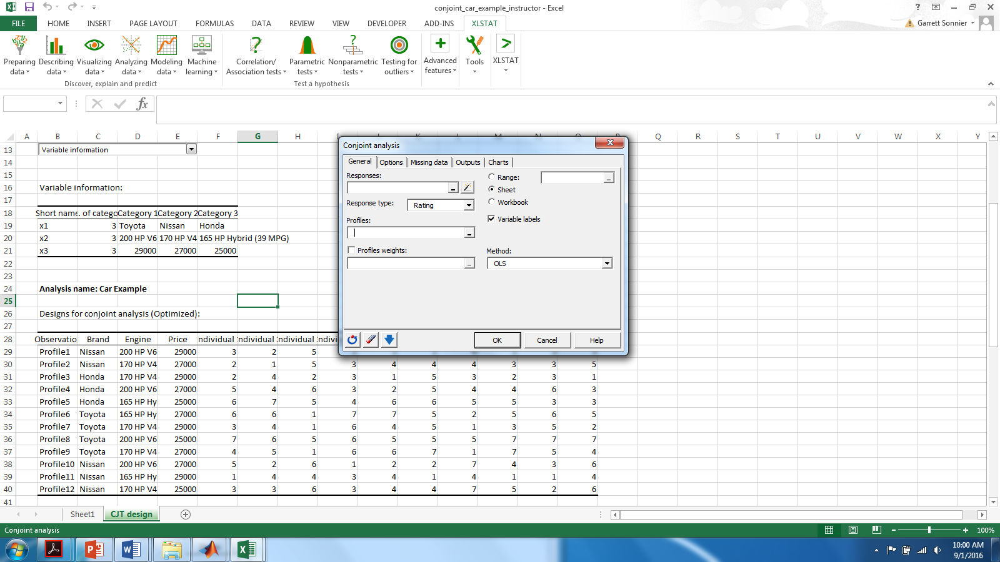 conjoint_car_example_instructor - Excel
FILE HOME INSERT PAGE LAYOUT FORMULAS DATA REVIEW VIEW DEVELOPER ADD-INS XLSTAT Garrett Sonnier
Preparing data Describing data Visualizing data Analyzing data Modeling data Machine learning Correlation/ Association tests Parametric tests Nonparametric tests Testing for outliers Advanced features Tools XLSTAT
Discover, explain and predict Test a hypothesis
fx
A B C D E F G H I J K L M N O P Q R S T U V W X Y
13 Variable information
14
15
16 Variable information:
17
18 Short name. of catego Category 1 Category 2 Category 3
19 x1 3 Toyota Nissan Honda
20 x2 3 200 HP V6 170 HP V4 165 HP Hybrid (39 MPG)
21 x3 3 29000 27000 25000
22
23
24 Analysis name: Car Example
25
26 Designs for conjoint analysis (Optimized):
27
28 Observatio Brand Engine Price ndividual ndividual ndividual ndivi
29 Profile1 Nissan 200 HP V6 29000 3 2 5
30 Profile2 Nissan 170 HP V4 27000 2 1 5 3 4 4 4 3 3 5
31 Profile3 Honda 170 HP V4 29000 2 4 2 3 1 5 3 2 3 1
32 Profile4 Honda 200 HP V6 27000 5 4 6 3 2 5 4 4 6 3
33 Profile5 Honda 165 HP Hy 25000 6 7 5 4 6 6 5 5 3 3
34 Profile6 Toyota 165 HP Hy 27000 6 6 1 7 7 5 2 5 6 5
35 Profile7 Toyota 170 HP V4 29000 3 4 1 6 4 5 1 3 5 2
36 Profile8 Toyota 200 HP V6 25000 7 6 5 6 5 5 5 7 7 7
37 Profile9 Toyota 170 HP V4 27000 4 5 1 6 6 7 1 7 5 4
38 Profile10 Nissan 200 HP V6 27000 5 2 6 1 2 2 7 4 3 6
39 Profile11 Nissan 165 HP Hy 29000 1 4 4 3 4 1 4 1 1 4
40 Profile12 Nissan 170 HP V4 25000 3 3 6 3 4 4 7 5 2 6
41
Conjoint analysis
General Options Missing data Outputs Charts
Responses: Range:
Sheet
Response type: Rating Workbook
Profiles: Variable labels
Profiles weights: Method:
OLS
OK Cancel Help
Sheet1 CJT design
Conjoint analysis 100%
10:00 AM
9/1/2016